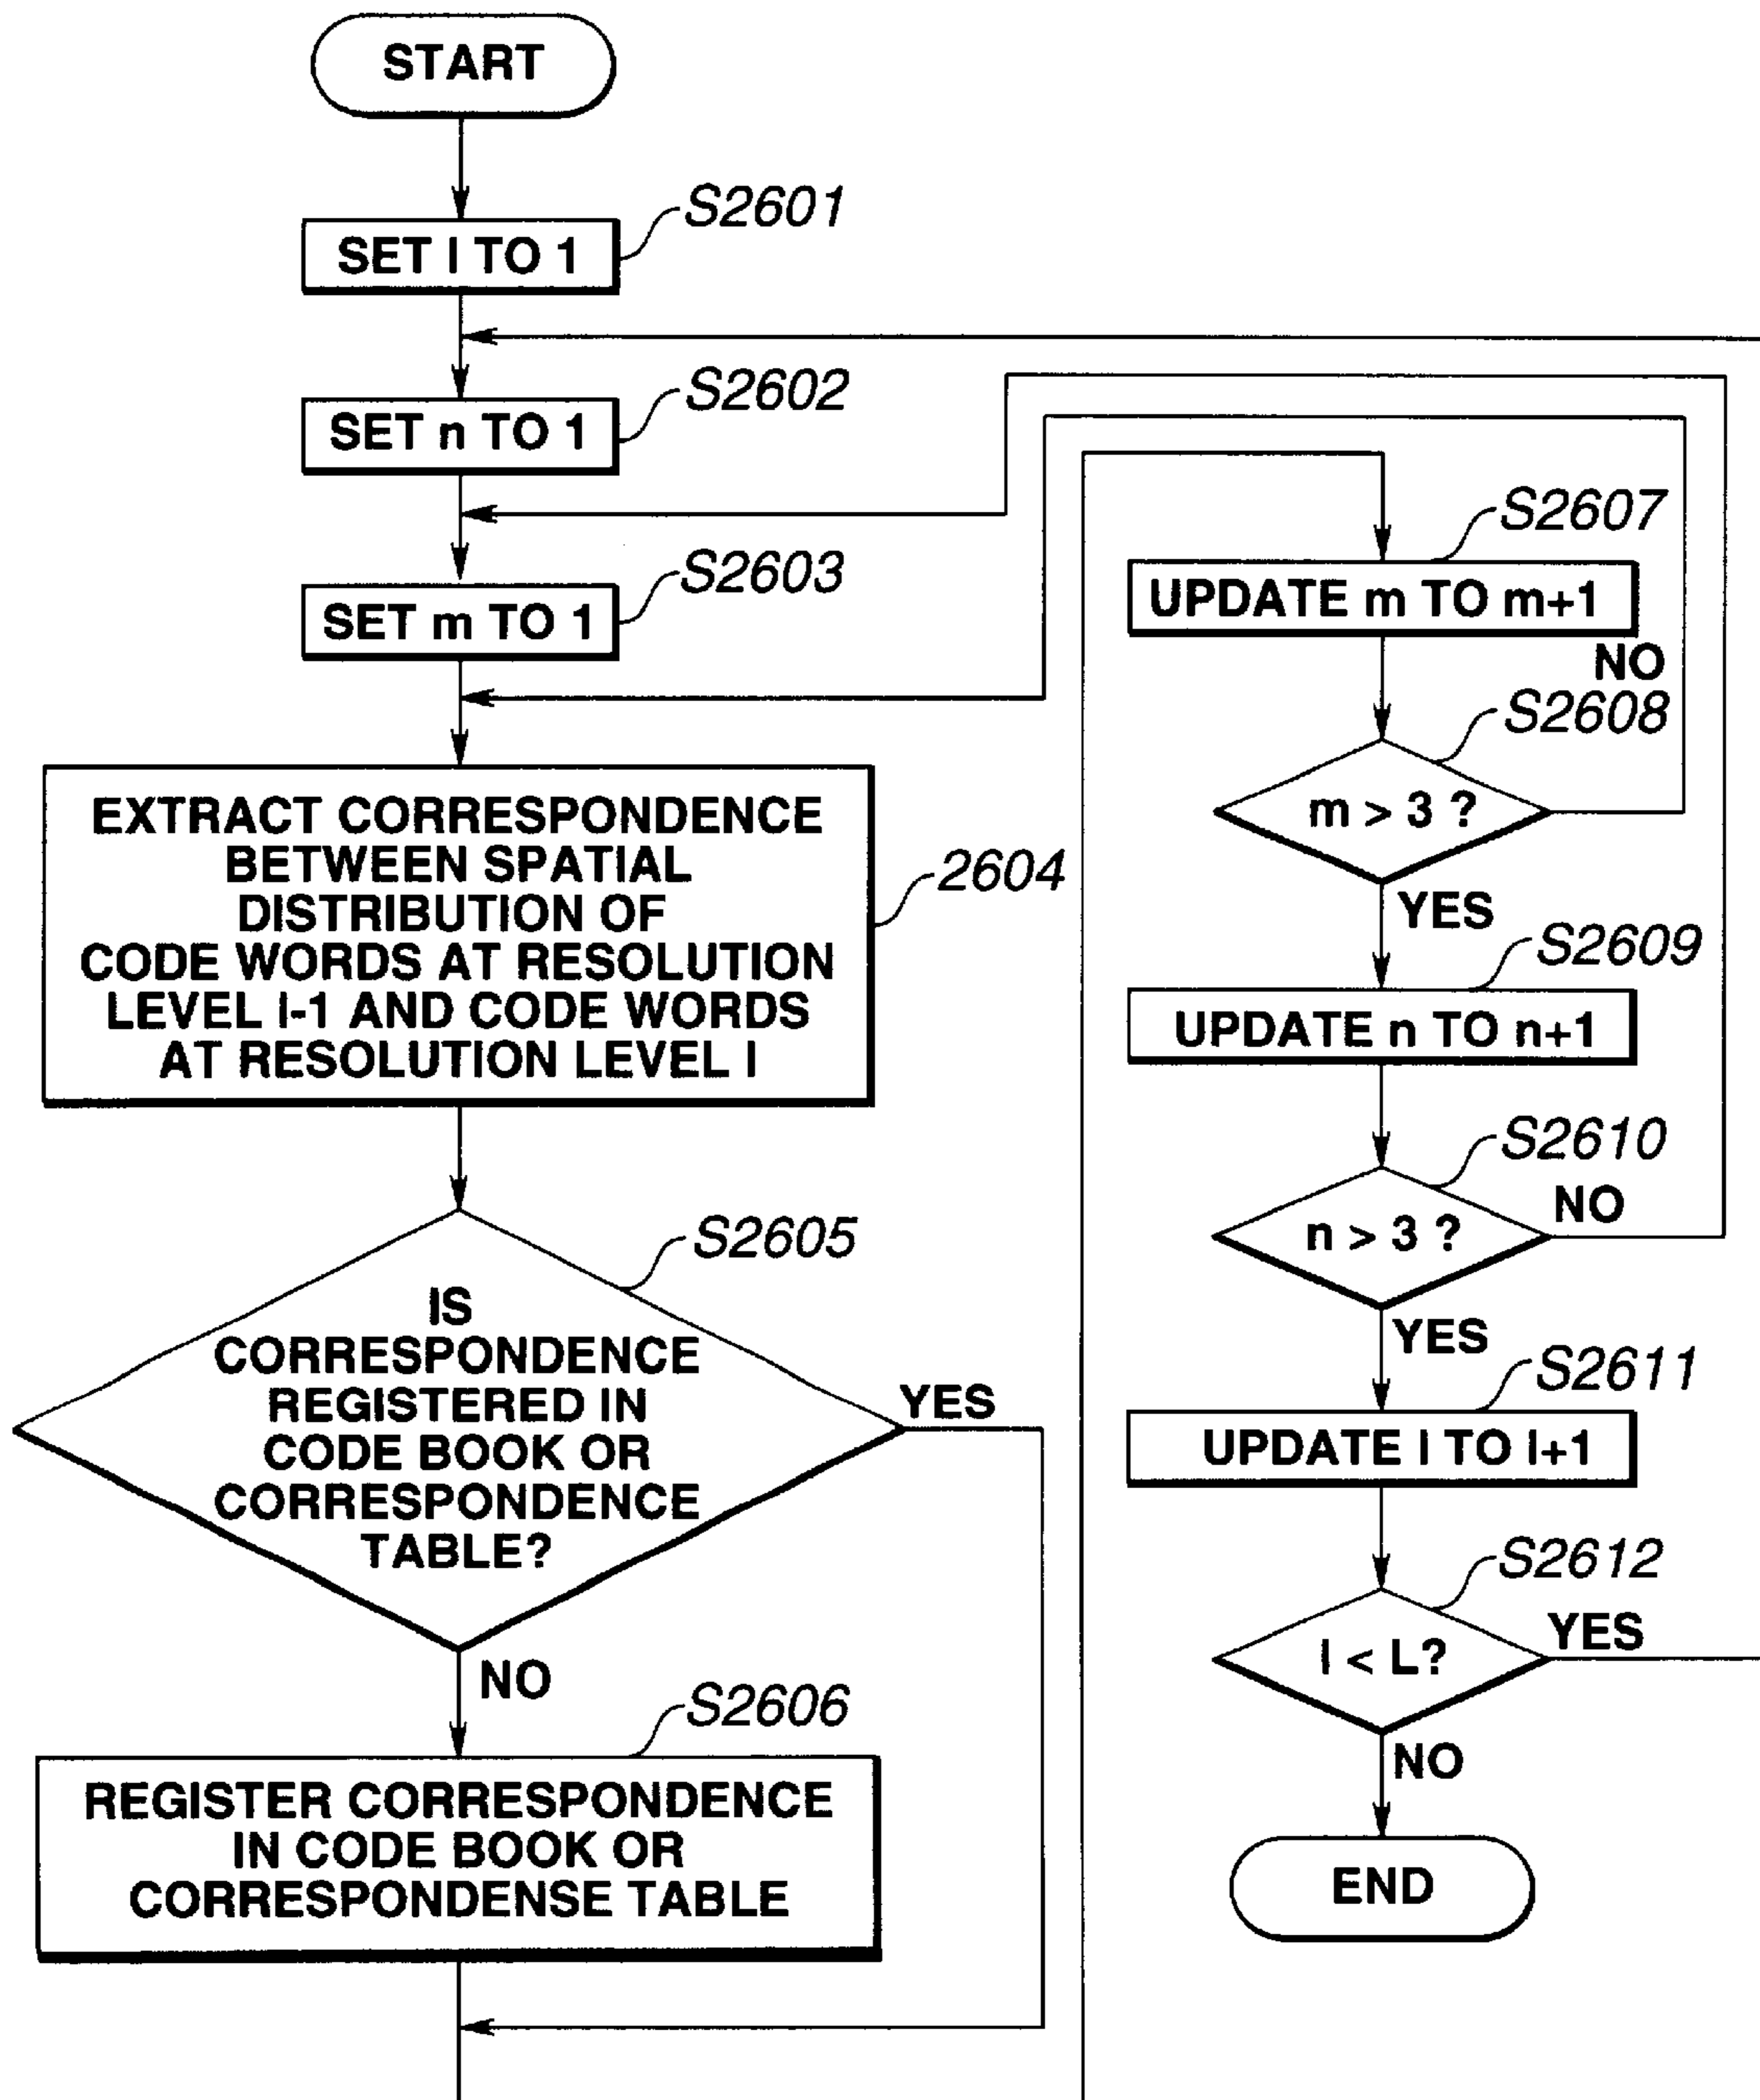 START
S2601
SET l TO 1
S2602
SET n TO 1
S2603
SET m TO 1
2604
EXTRACT CORRESPONDENCE
BETWEEN SPATIAL
DISTRIBUTION OF
CODE WORDS AT RESOLUTION
LEVEL l-1 AND CODE WORDS
AT RESOLUTION LEVEL l
S2605
IS
CORRESPONDENCE
REGISTERED IN
CODE BOOK OR
CORRESPONDENCE
TABLE?
YES
NO
S2606
REGISTER CORRESPONDENCE
IN CODE BOOK OR
CORRESPONDENSE TABLE
S2607
UPDATE m TO m+1
NO
S2608
m > 3 ?
YES
S2609
UPDATE n TO n+1
S2610
n > 3 ?
NO
YES
S2611
UPDATE l TO l+1
S2612
l < L?
YES
NO
END